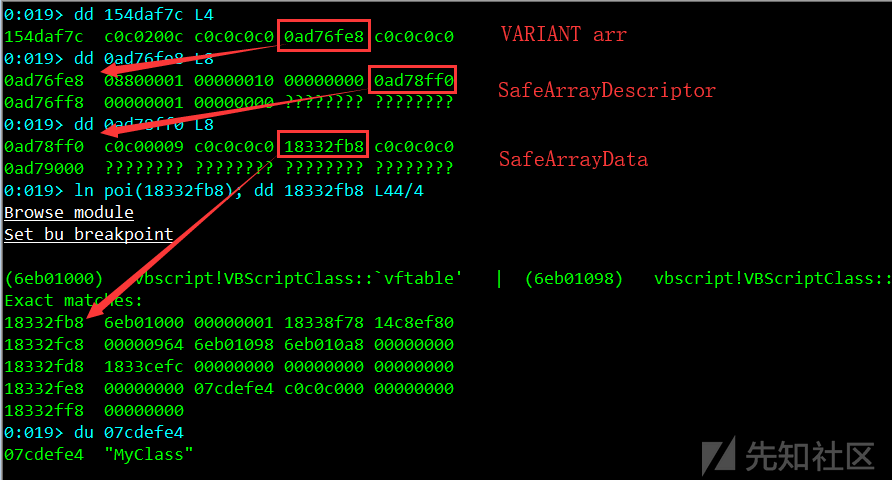 0:019> dd 154daf7c L4
154daf7c  c0c0200c c0c0c0c0 0ad76fe8 c0c0c0c0 VARIANT arr
0:019> dd 0ad76fe8 L8
0ad76fe8  08800001 00000010 00000000 0ad78ff0 SafeArrayDescriptor
0ad76ff8  00000001 00000000 ???????? ????????
0:019> dd 0ad78ff0 L8
0ad78ff0  c0c00009 c0c0c0c0 18332fb8 c0c0c0c0 SafeArrayData
0ad79000  ???????? ???????? ???????? ????????
0:019> ln poi(18332fb8); dd 18332fb8 L44/4
Browse module
Set bu breakpoint
(6eb01000)   vbscript!VBScriptClass::`vftable'   |  (6eb01098)   vbscript!VBScriptClass::
Exact matches:
18332fb8  6eb01000 00000001 18338f78 14c8ef80
18332fc8  00000964 6eb01098 6eb010a8 00000000
18332fd8  1833cefc 00000000 00000000 00000000
18332fe8  00000000 07cdefe4 c0c0c000 00000000
18332ff8  00000000
0:019> du 07cdefe4
07cdefe4  "MyClass"
先知社区